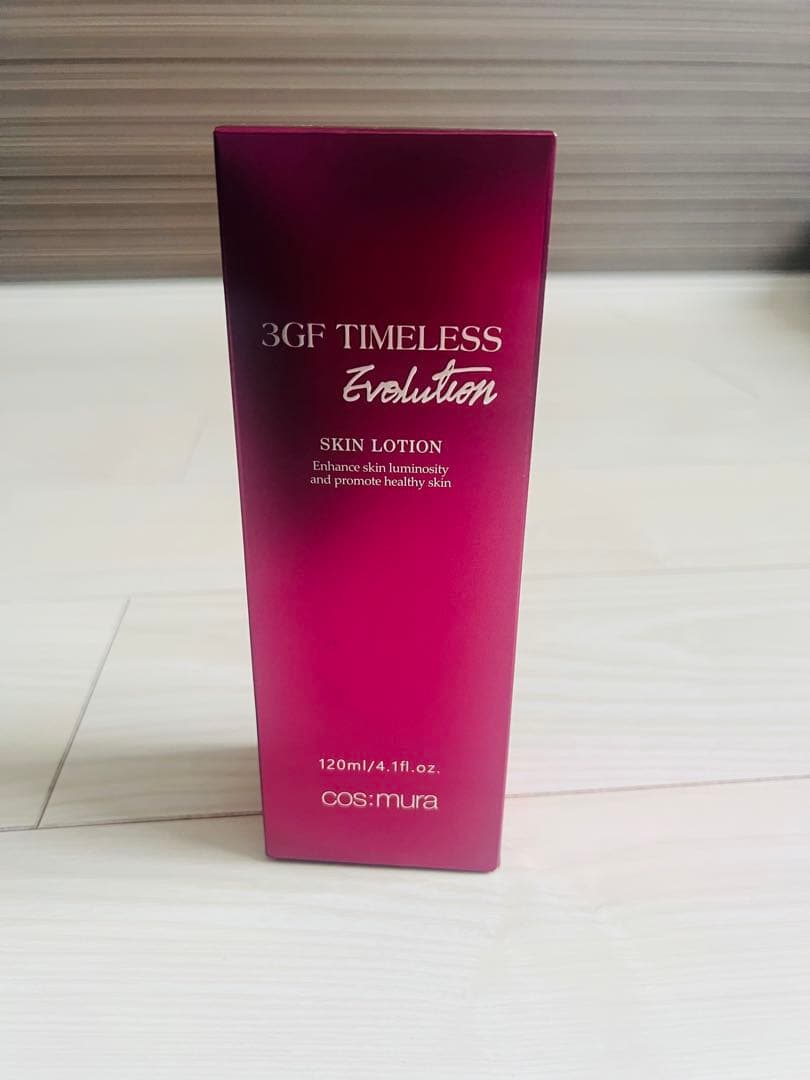 3GF TIMELESS
Evolution
SKIN LOTION
Enhance skin luminosity
and promote healthy skin
120ml/4.1fl.oz.
cos:mura